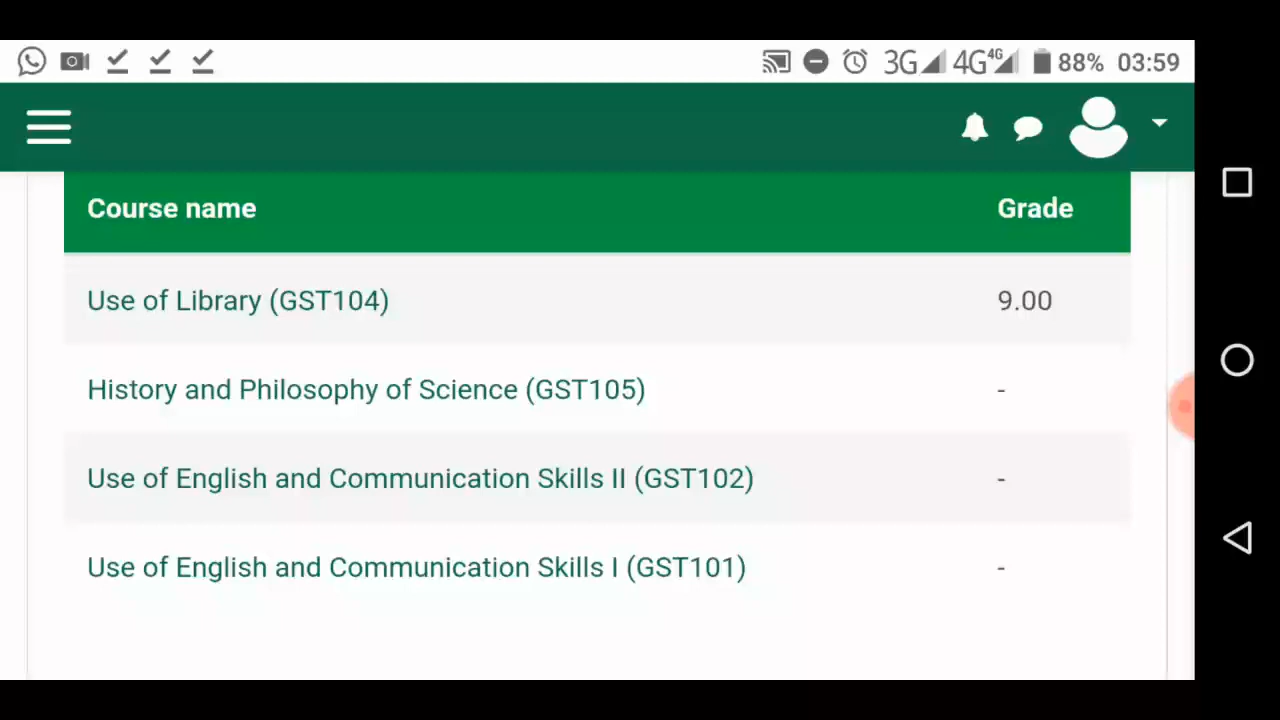 3G 4G 4G 88% 03:59
Course name Grade
Use of Library (GST104) 9.00
History and Philosophy of Science (GST105) -
Use of English and Communication Skills II (GST102) -
Use of English and Communication Skills I (GST101) -